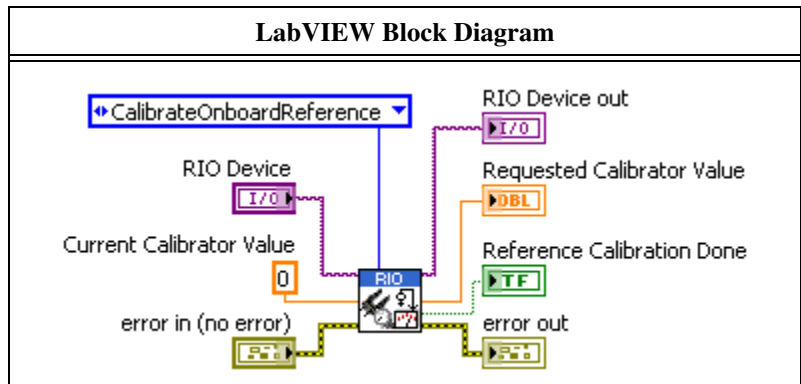 LabVIEW Block Diagram
CalibrateOnboardReference
RIO Device out
I/O
RIO Device
I/O
Requested Calibrator Value
DBL
Current Calibrator Value
0
Reference Calibration Done
TF
RIO
error in (no error)
error out